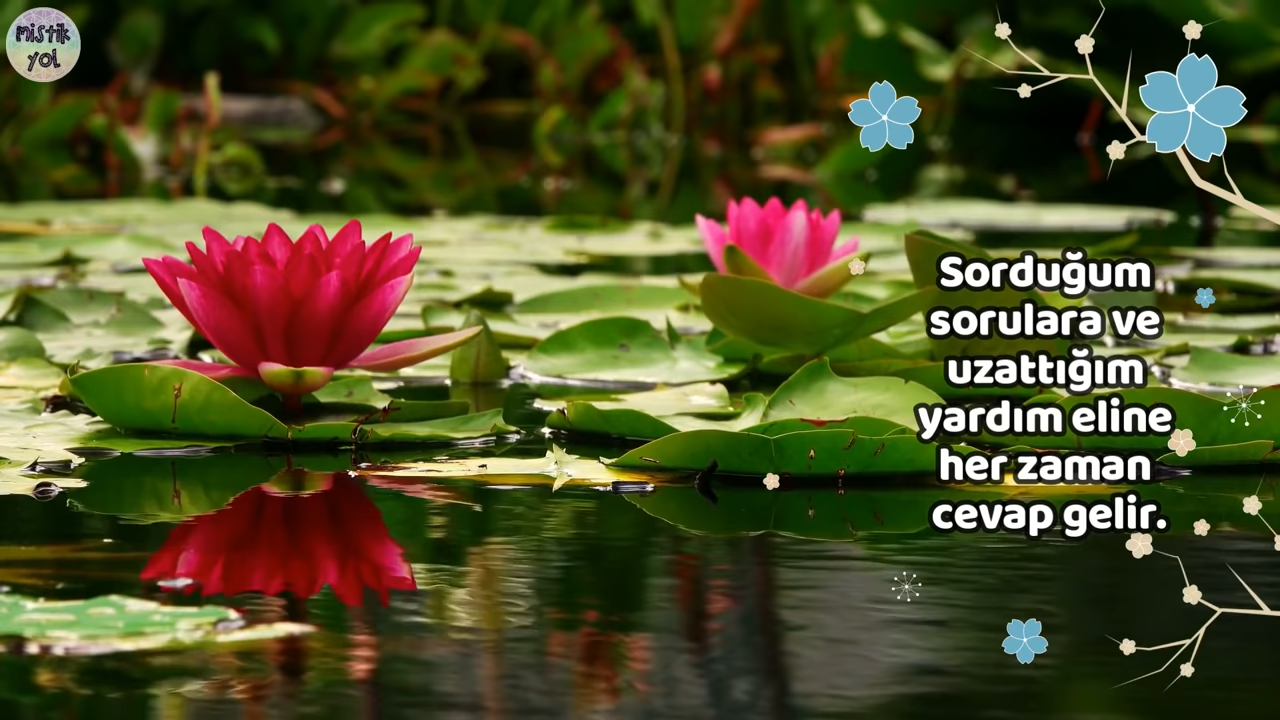 mistik
yol
Sorduğum
sorulara ve
uzattığım
yardım eline
her zaman
cevap gelir.